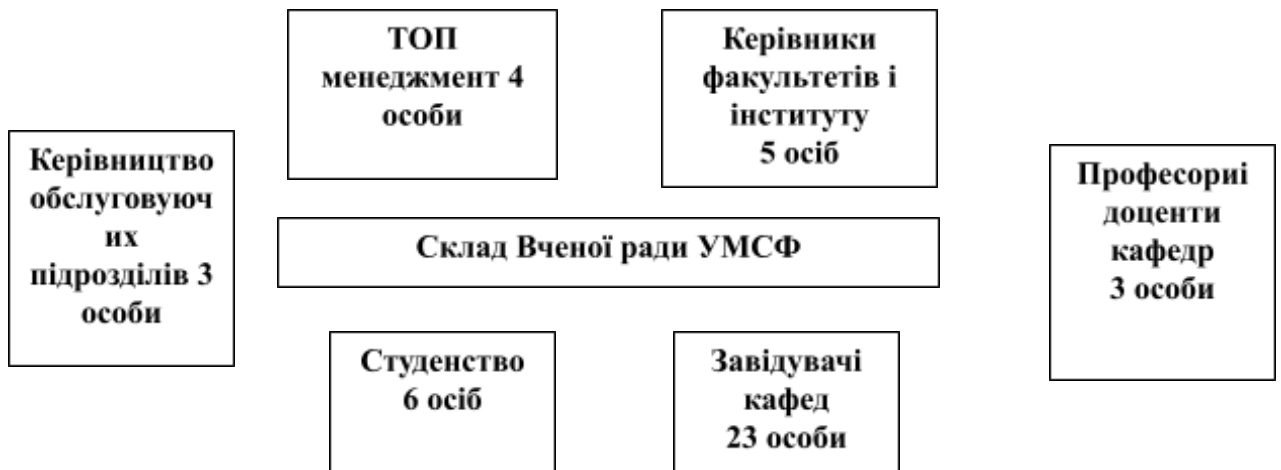 ТОП
менеджмент 4
особи
Керівники
факультетів і
інституту
5 осіб
Керівництво
обслуговуюч
их
підрозділів 3
особи
Професориі
доценти
кафедр
3 особи
Склад Вченої ради УМСФ
Студенство
6 осіб
Завідувачі
кафед
23 особи